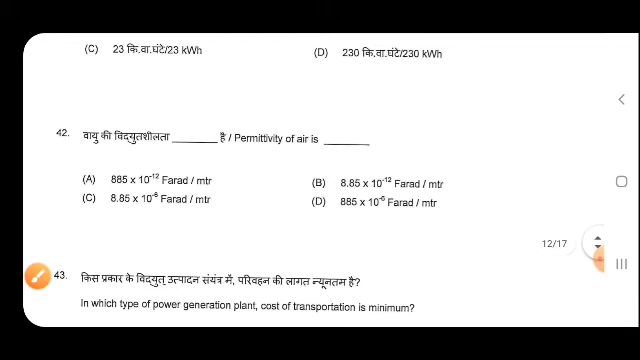 (C) 23 कि.वा.घंटे/23 kWh (D) 230 कि.वा.घंटे/230 kWh
42. वायु की विद्युतशीलता ________ है / Permittivity of air is ________
(A) 885 x 10⁻¹² Farad / mtr (B) 8.85 x 10⁻¹² Farad / mtr
(C) 8.85 x 10⁻⁶ Farad / mtr (D) 885 x 10⁻⁶ Farad / mtr
12/17
43. किस प्रकार के विद्युत् उत्पादन संयंत्र में, परिवहन की लागत न्यूनतम है?
In which type of power generation plant, cost of transportation is minimum?